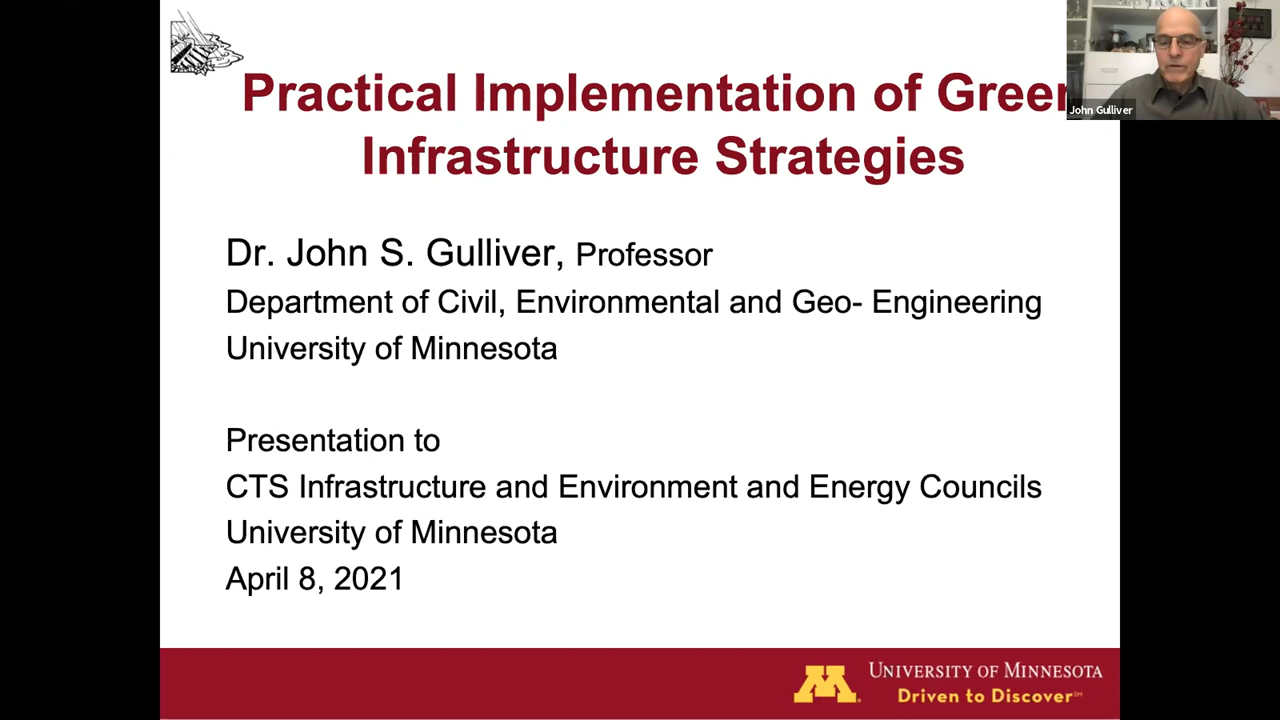 Practical Implementation of Green
Infrastructure Strategies
John Gulliver
Dr. John S. Gulliver, Professor
Department of Civil, Environmental and Geo- Engineering
University of Minnesota
Presentation to
CTS Infrastructure and Environment and Energy Councils
University of Minnesota
April 8, 2021
M
UNIVERSITY OF MINNESOTA
Driven to Discover℠